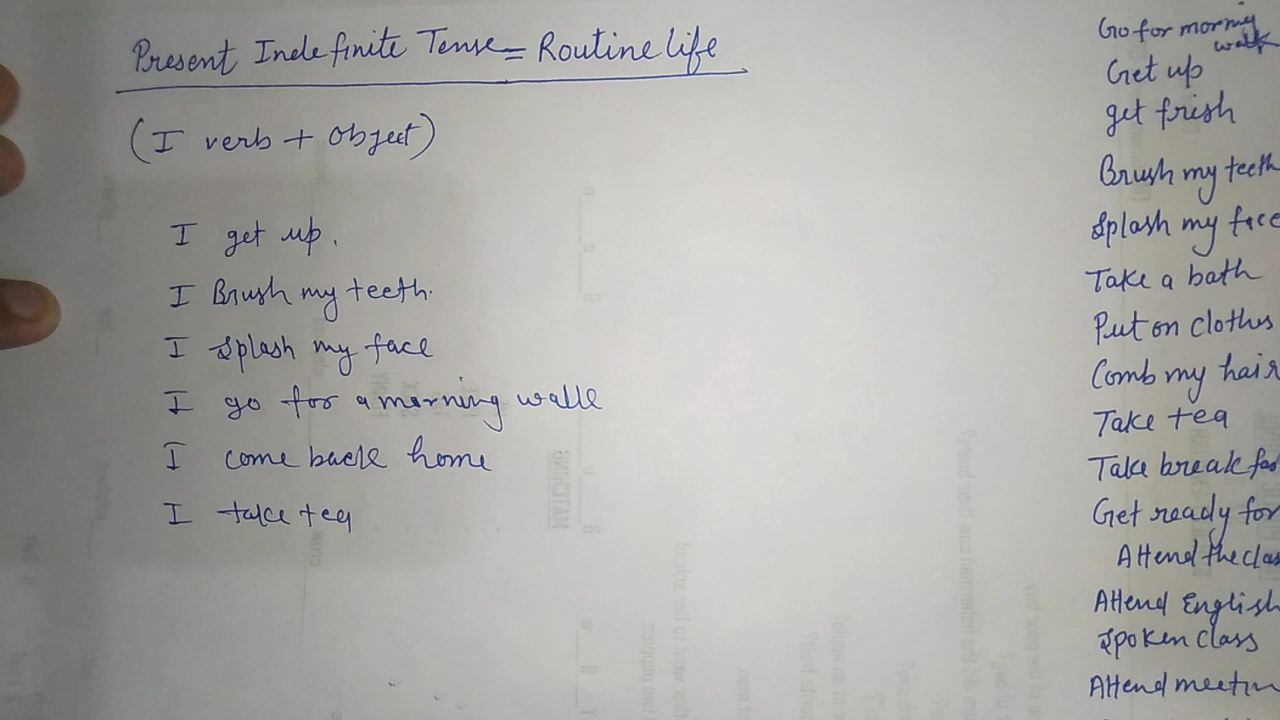 Present Indefinite Tense = Routine life
(I verb + Object)
I get up.
I Brush my teeth.
I Splash my face
I go for a morning walk
I come back home
I take tea
Go for morning
walk
Get up
get frish
Brush my teeth
Splash my face
Take a bath
Put on clothes
Comb my hair
Take tea
Take break
Get ready for
Attend the
Attend English
Spoken class
Attend
MATCHING